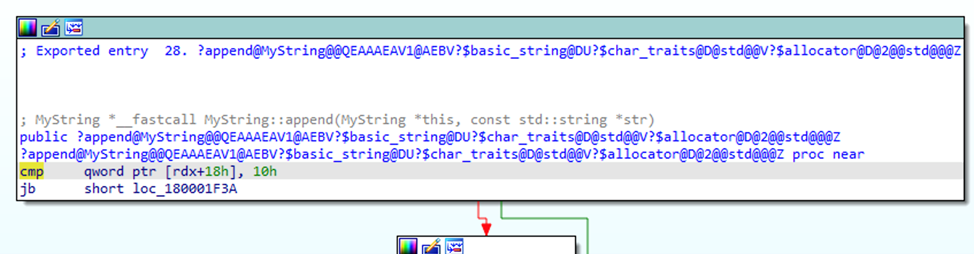 ; Exported entry  28. ?append@MyString@@QEAAAEAV1@AEBV?$basic_string@DU?$char_traits@D@std@@V?$allocator@D@2@@std@@@Z
; MyString *__fastcall MyString::append(MyString *this, const std::string *str)
public ?append@MyString@@QEAAAEAV1@AEBV?$basic_string@DU?$char_traits@D@std@@V?$allocator@D@2@@std@@@Z
?append@MyString@@QEAAAEAV1@AEBV?$basic_string@DU?$char_traits@D@std@@V?$allocator@D@2@@std@@@Z proc near
cmp     qword ptr [rdx+18h], 10h
jb      short loc_180001F3A